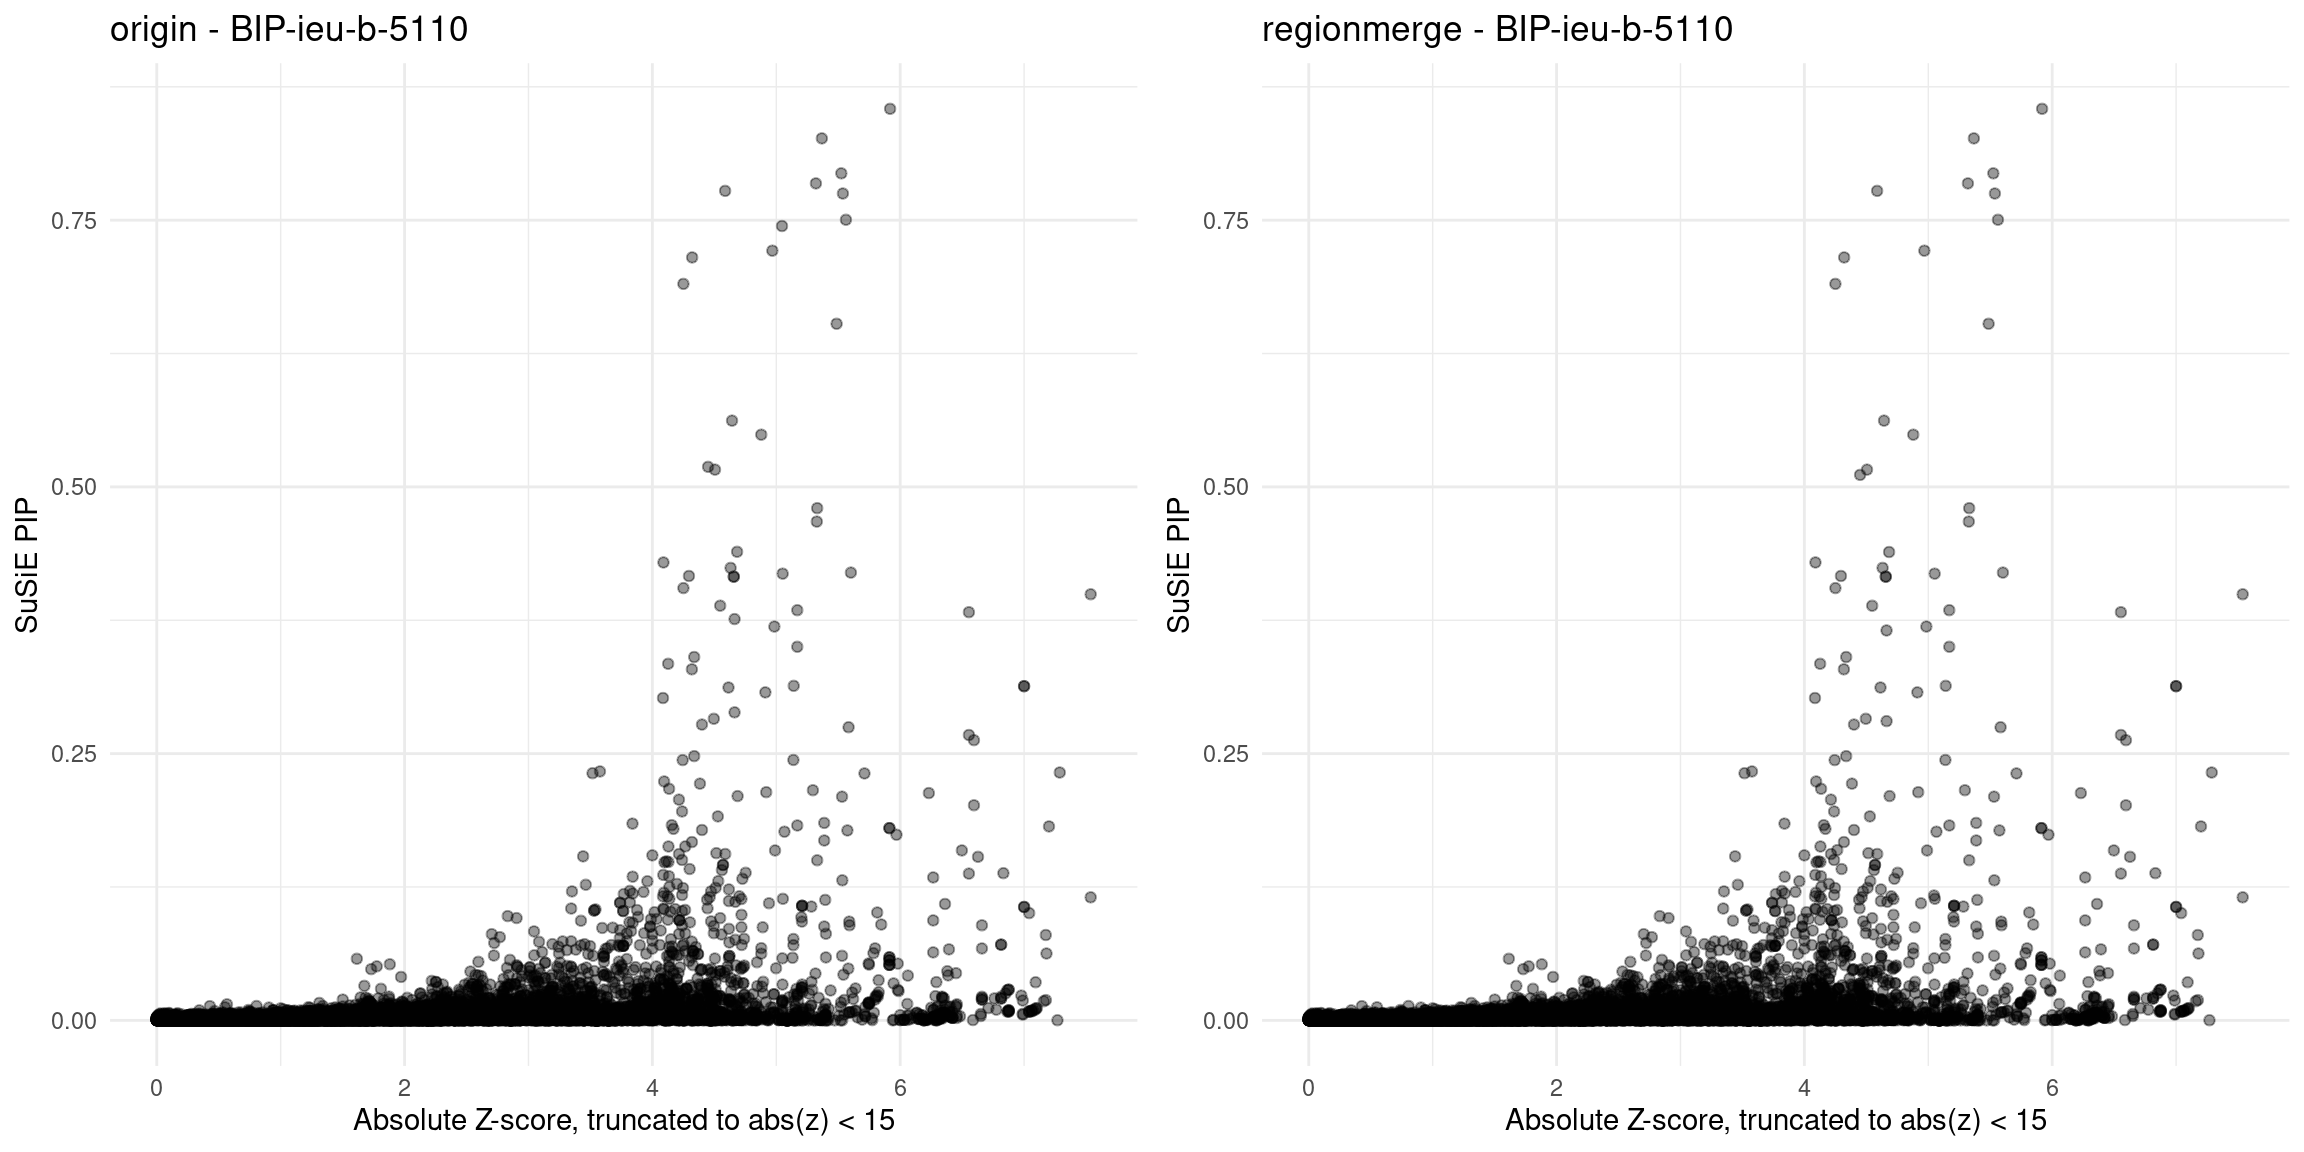 origin - BIP-ieu-b-5110
SuSiE PIP
0.75
0.50
0.25
0.00
0
2
4
6
Absolute Z-score, truncated to abs(z) < 15
regionmerge - BIP-ieu-b-5110
SuSiE PIP
0.75
0.50
0.25
0.00
0
2
4
6
Absolute Z-score, truncated to abs(z) < 15